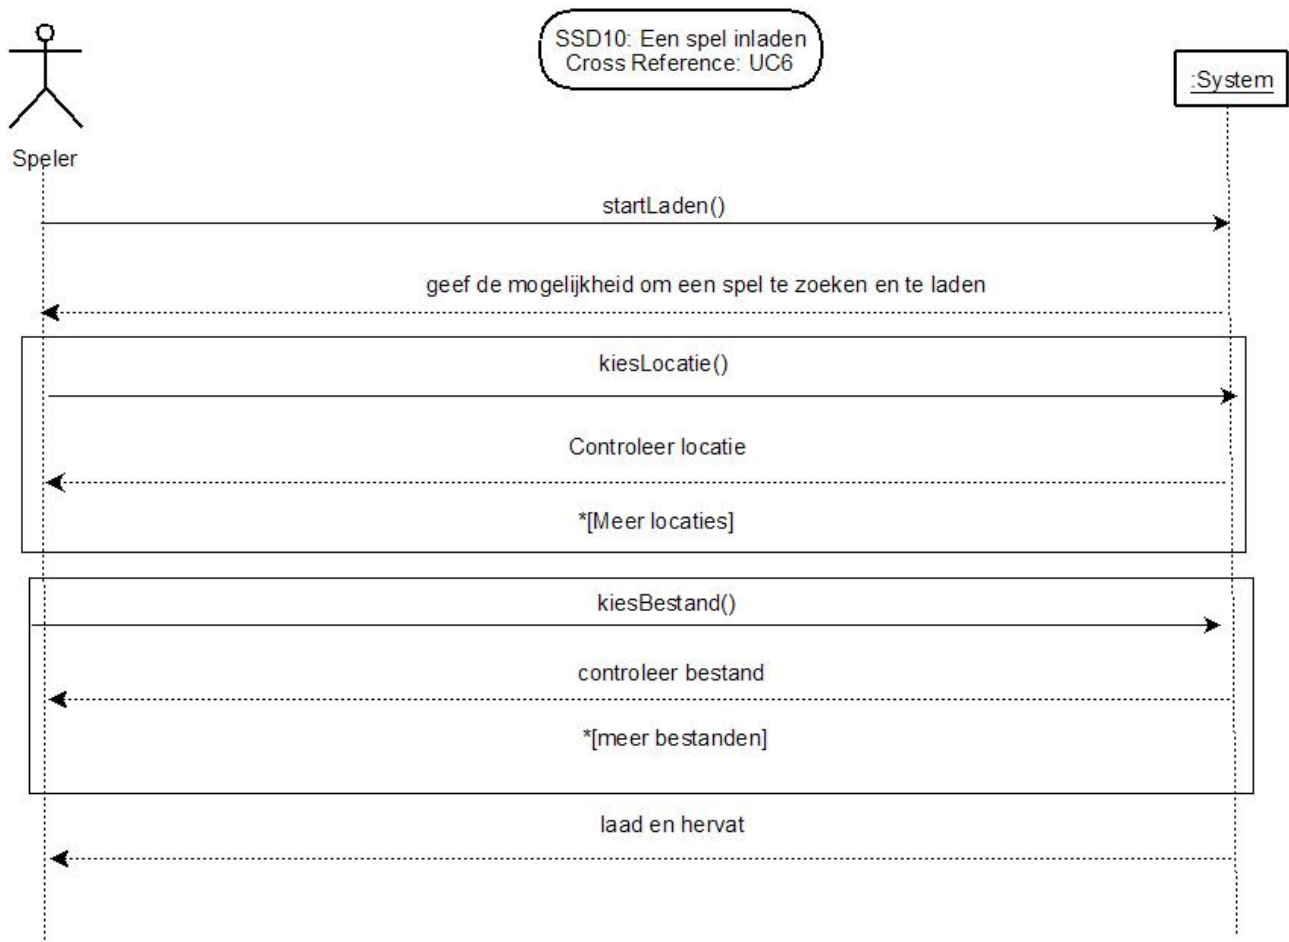 SSD10: Een spel inladen
Cross Reference: UC6
:System
Speler
startLaden()
geef de mogelijkheid om een spel te zoeken en te laden
kiesLocatie()
Controleer locatie
*[Meer locaties]
kiesBestand()
controleer bestand
*[meer bestanden]
laad en hervat